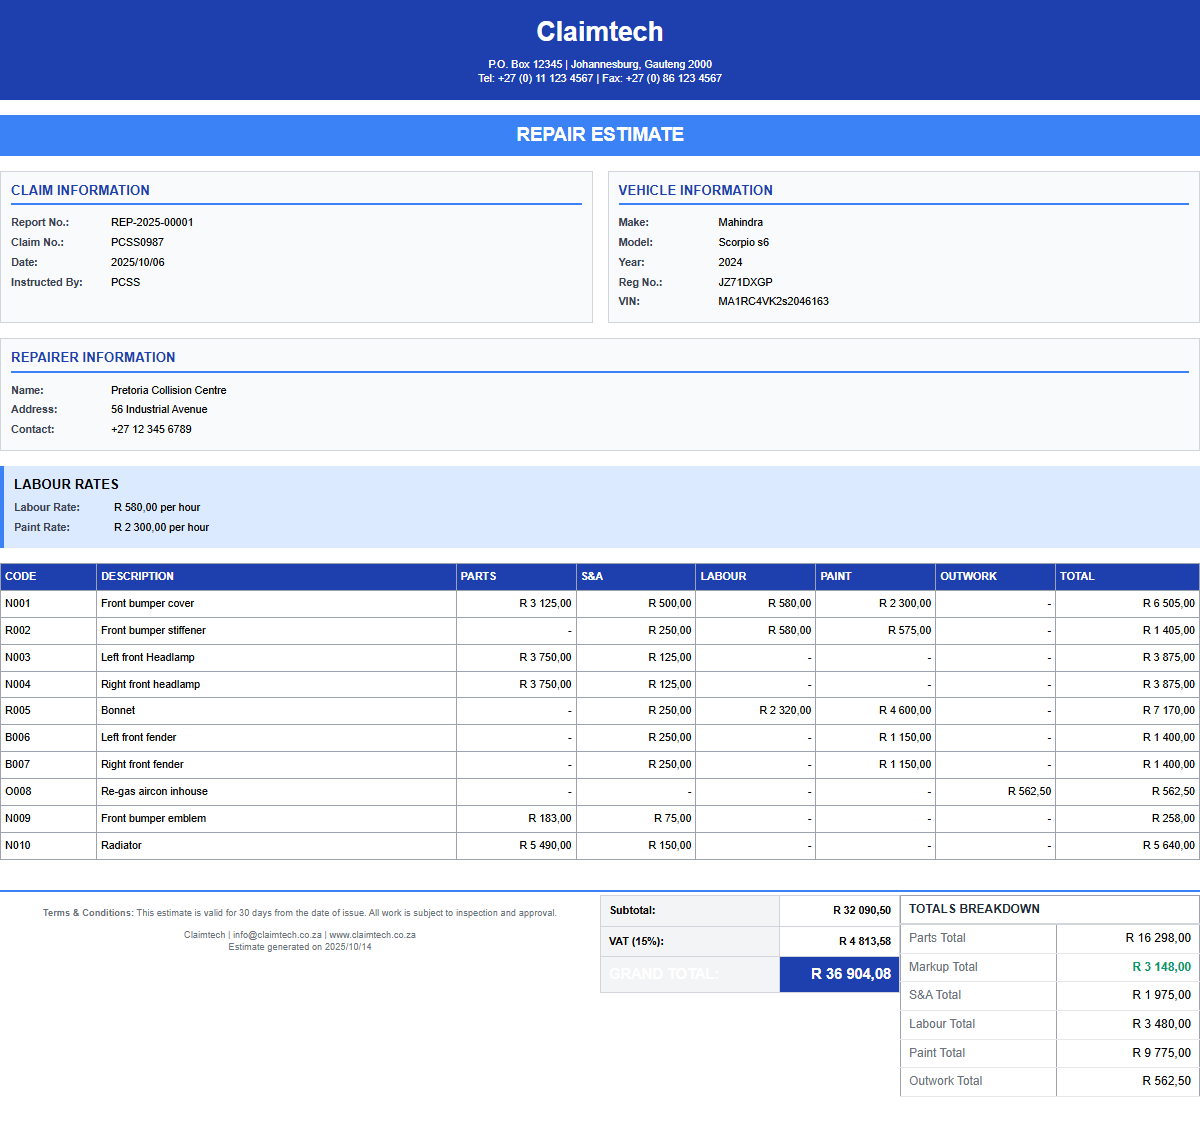 Claimtech
P.O. Box 12345 | Johannesburg, Gauteng 2000
Tel: +27 (0) 11 123 4567 | Fax: +27 (0) 86 123 4567
REPAIR ESTIMATE
CLAIM INFORMATION
Report No.: REP-2025-00001
Claim No.: PCSS0987
Date: 2025/10/06
Instructed By: PCSS
VEHICLE INFORMATION
Make: Mahindra
Model: Scorpio s6
Year: 2024
Reg No.: JZ71DXGP
VIN: MA1RC4VK2s2046163
REPAIRER INFORMATION
Name: Pretoria Collision Centre
Address: 56 Industrial Avenue
Contact: +27 12 345 6789
LABOUR RATES
Labour Rate: R 580,00 per hour
Paint Rate: R 2 300,00 per hour
CODE DESCRIPTION PARTS S&A LABOUR PAINT OUTWORK TOTAL
N001 Front bumper cover R 3 125,00 R 500,00 R 580,00 R 2 300,00 - R 6 505,00
R002 Front bumper stiffener - R 250,00 R 580,00 R 575,00 - R 1 405,00
N003 Left front Headlamp R 3 750,00 R 125,00 - - - R 3 875,00
N004 Right front headlamp R 3 750,00 R 125,00 - - - R 3 875,00
R005 Bonnet - R 250,00 R 2 320,00 R 4 600,00 - R 7 170,00
B006 Left front fender - R 250,00 - R 1 150,00 - R 1 400,00
B007 Right front fender - R 250,00 - R 1 150,00 - R 1 400,00
O008 Re-gas aircon inhouse - - - - R 562,50 R 562,50
N009 Front bumper emblem R 183,00 R 75,00 - - - R 258,00
N010 Radiator R 5 490,00 R 150,00 - - - R 5 640,00
Terms & Conditions: This estimate is valid for 30 days from the date of issue. All work is subject to inspection and approval.
Claimtech | info@claimtech.co.za | www.claimtech.co.za
Estimate generated on 2025/10/14
Subtotal: R 32 090,50
VAT (15%): R 4 813,58
GRAND TOTAL: R 36 904,08
TOTALS BREAKDOWN
Parts Total R 16 298,00
Markup Total R 3 148,00
S&A Total R 1 975,00
Labour Total R 3 480,00
Paint Total R 9 775,00
Outwork Total R 562,50